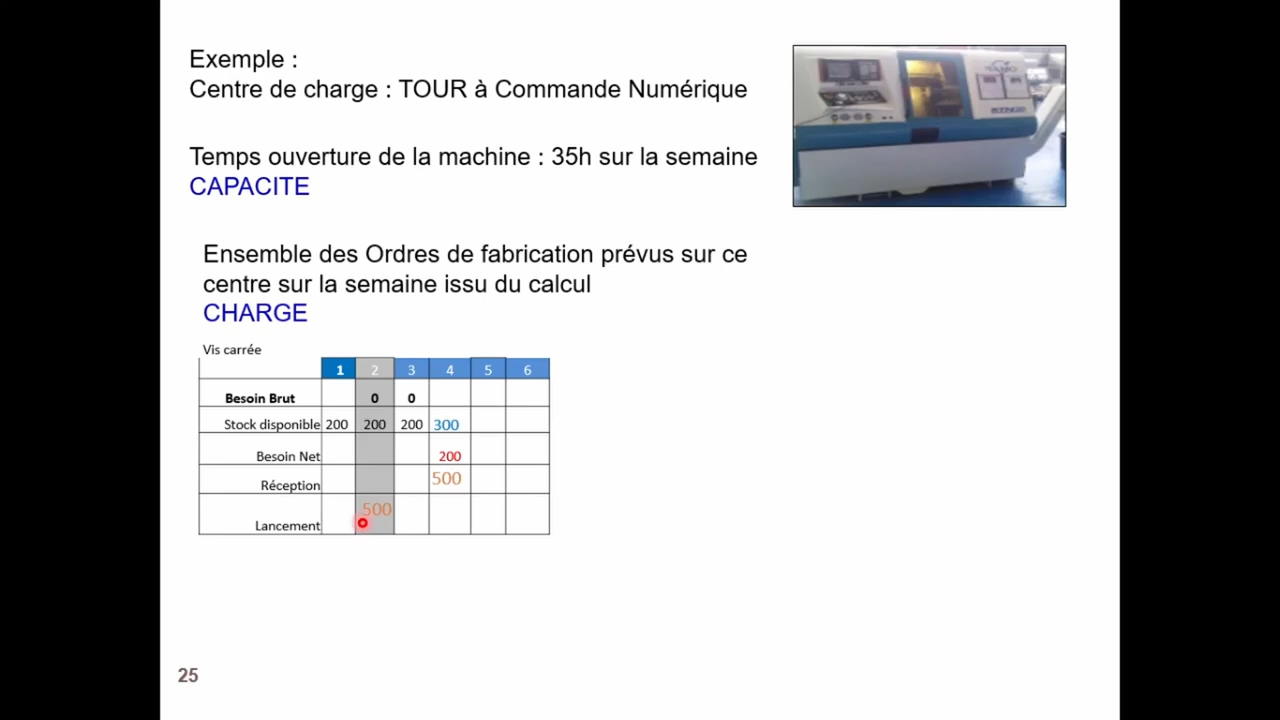 Exemple :
Centre de charge : TOUR à Commande Numérique
Temps ouverture de la machine : 35h sur la semaine
CAPACITE
Ensemble des Ordres de fabrication prévus sur ce
centre sur la semaine issu du calcul
CHARGE
Vis carrée
1 2 3 4 5 6
Besoin Brut 0 0
Stock disponible 200 200 200 300
Besoin Net 200
Réception 500
Lancement 500
25